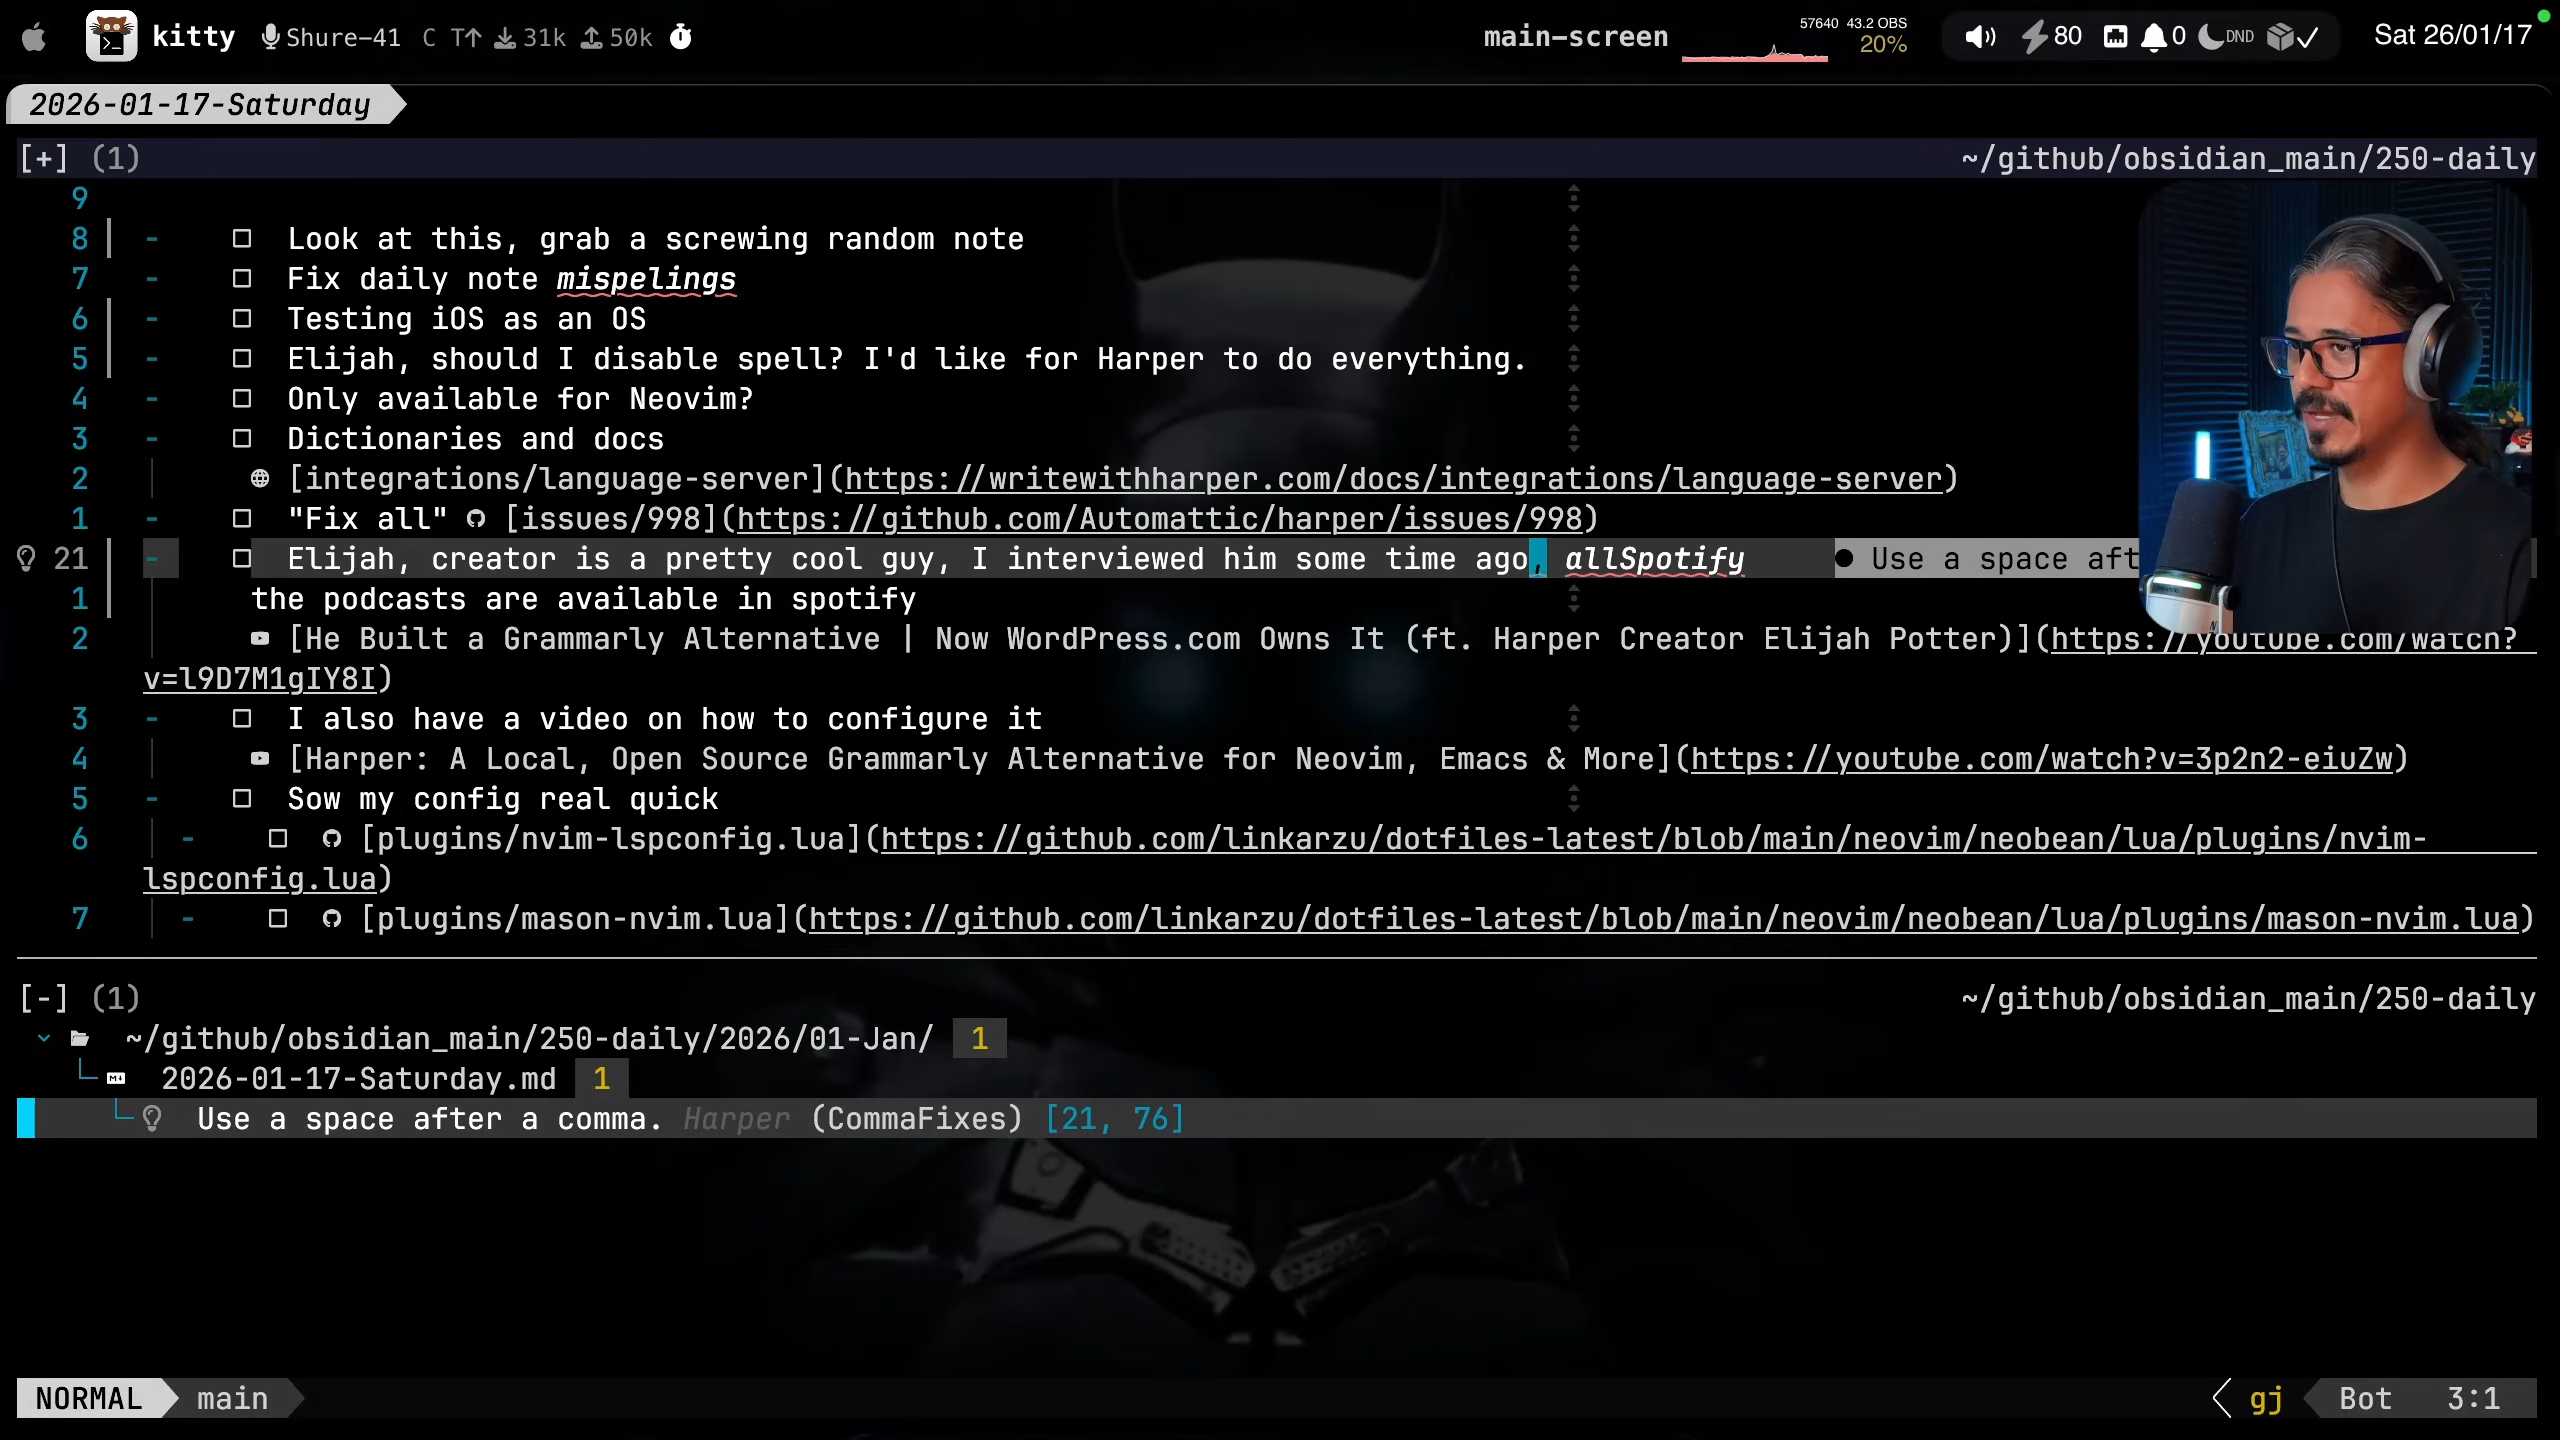 kitty Shure-41 C T↑ 31k 50k main-screen 57640 43.2 OBS 20% 80 0 DND Sat 26/01/17
2026-01-17-Saturday
[+] (1) ~/github/obsidian_main/250-daily
9
8 - Look at this, grab a screwing random note
7 - Fix daily note mispelings
6 - Testing iOS as an OS
5 - Elijah, should I disable spell? I'd like for Harper to do everything.
4 - Only available for Neovim?
3 - Dictionaries and docs
2 [integrations/language-server](https://writewithharper.com/docs/integrations/language-server)
1 - "Fix all" [issues/998](https://github.com/Automattic/harper/issues/998)
21 - Elijah, creator is a pretty cool guy, I interviewed him some time ago, allSpotify ● Use a space aft
1 the podcasts are available in spotify
2 [He Built a Grammarly Alternative | Now WordPress.com Owns It (ft. Harper Creator Elijah Potter)](https://youtube.com/watch?
v=l9D7M1gIY8I)
3 - I also have a video on how to configure it
4 [Harper: A Local, Open Source Grammarly Alternative for Neovim, Emacs & More](https://youtube.com/watch?v=3p2n2-eiuZw)
5 - Sow my config real quick
6 - [plugins/nvim-lspconfig.lua](https://github.com/linkarzu/dotfiles-latest/blob/main/neovim/neobean/lua/plugins/nvim-
lspconfig.lua)
7 - [plugins/mason-nvim.lua](https://github.com/linkarzu/dotfiles-latest/blob/main/neovim/neobean/lua/plugins/mason-nvim.lua)
[-] (1) ~/github/obsidian_main/250-daily
~/github/obsidian_main/250-daily/2026/01-Jan/ 1
2026-01-17-Saturday.md 1
Use a space after a comma. Harper (CommaFixes) [21, 76]
NORMAL main gj Bot 3:1